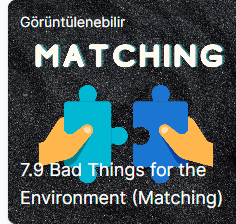 Görüntülenebilir
MATCHING
7.9 Bad Things for the
Environment (Matching)